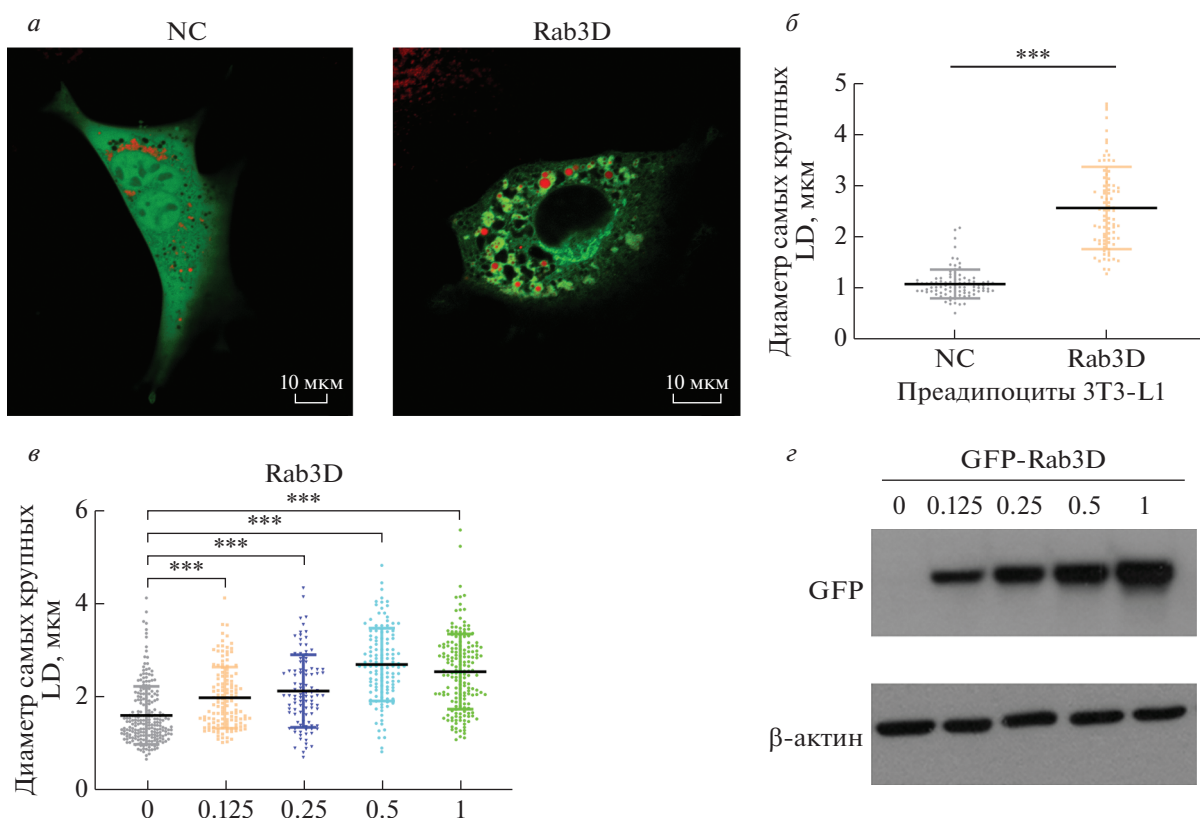 а
NC
Rab3D
10 мкм
10 мкм
б
***
Диаметр самых крупных
LD, мкм
5
4
3
2
1
0
NC
Rab3D
Преадипоциты 3T3-L1
в
Rab3D
***
***
***
***
Диаметр самых крупных
LD, мкм
6
4
2
0
0
0.125
0.25
0.5
1
г
GFP-Rab3D
0 0.125 0.25 0.5 1
GFP
β-актин